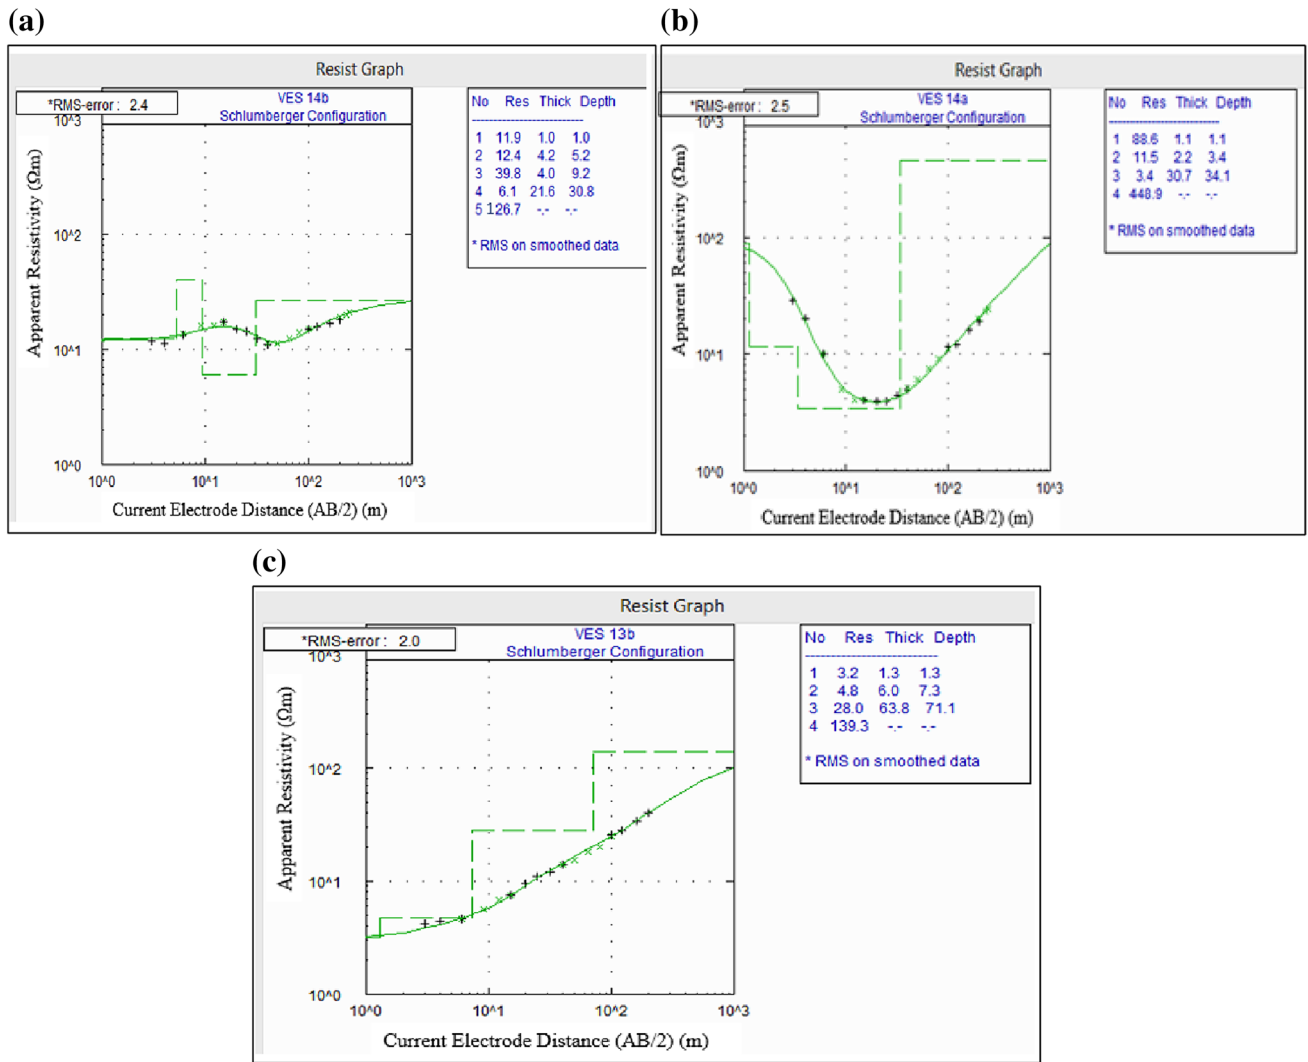 (a)
Resist Graph
*RMS-error : 2.4
VES 14b
Schlumberger Configuration
No Res Thick Depth
1 11.9 1.0 1.0
2 12.4 4.2 5.2
3 39.8 4.0 9.2
4 6.1 21.6 30.8
5 126.7 -.- -.-
* RMS on smoothed data
10^3
10^2
10^1
10^0
Apparent Resistivity (Ωm)
10^0 10^1 10^2 10^3
Current Electrode Distance (AB/2) (m)
(b)
Resist Graph
*RMS-error : 2.5
VES 14a
Schlumberger Configuration
No Res Thick Depth
1 88.6 1.1 1.1
2 11.5 2.2 3.4
3 3.4 30.7 34.1
4 448.9 -.- -.-
* RMS on smoothed data
10^3
10^2
10^1
10^0
Apparent Resistivity (Ωm)
10^0 10^1 10^2 10^3
Current Electrode Distance (AB/2) (m)
(c)
Resist Graph
*RMS-error : 2.0
VES 13b
Schlumberger Configuration
No Res Thick Depth
1 3.2 1.3 1.3
2 4.8 6.0 7.3
3 28.0 63.8 71.1
4 139.3 -.- -.-
* RMS on smoothed data
10^3
10^2
10^1
10^0
Apparent Resistivity (Ωm)
10^0 10^1 10^2 10^3
Current Electrode Distance (AB/2) (m)